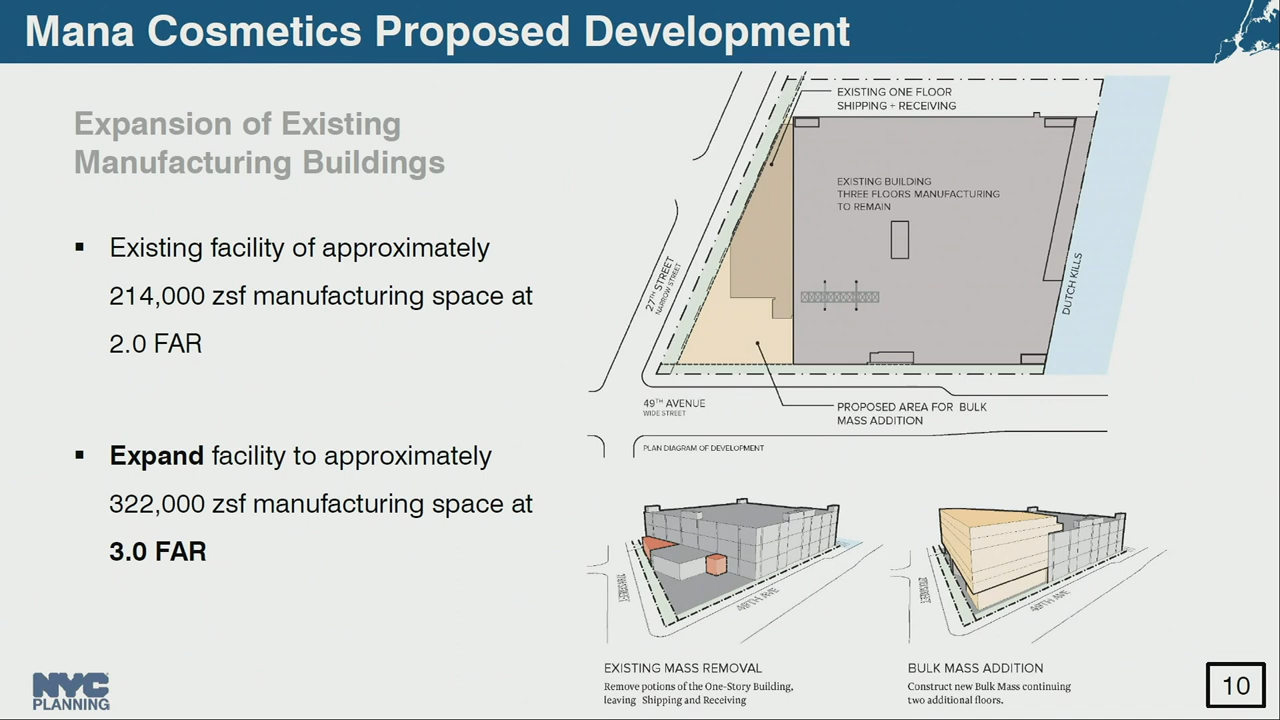 Mana Cosmetics Proposed Development
Expansion of Existing
Manufacturing Buildings
▪ Existing facility of approximately
214,000 zsf manufacturing space at
2.0 FAR
▪ Expand facility to approximately
322,000 zsf manufacturing space at
3.0 FAR
EXISTING ONE FLOOR
SHIPPING + RECEIVING
EXISTING BUILDING
THREE FLOORS MANUFACTURING
TO REMAIN
27TH STREET
NARROW STREET
DUTCH KILLS
49TH AVENUE
WIDE STREET
PROPOSED AREA FOR BULK
MASS ADDITION
PLAN DIAGRAM OF DEVELOPMENT
49TH AVE
49TH AVE
EXISTING MASS REMOVAL
Remove potions of the One-Story Building,
leaving Shipping and Receiving
BULK MASS ADDITION
Construct new Bulk Mass continuing
two additional floors.
NYC
PLANNING
10